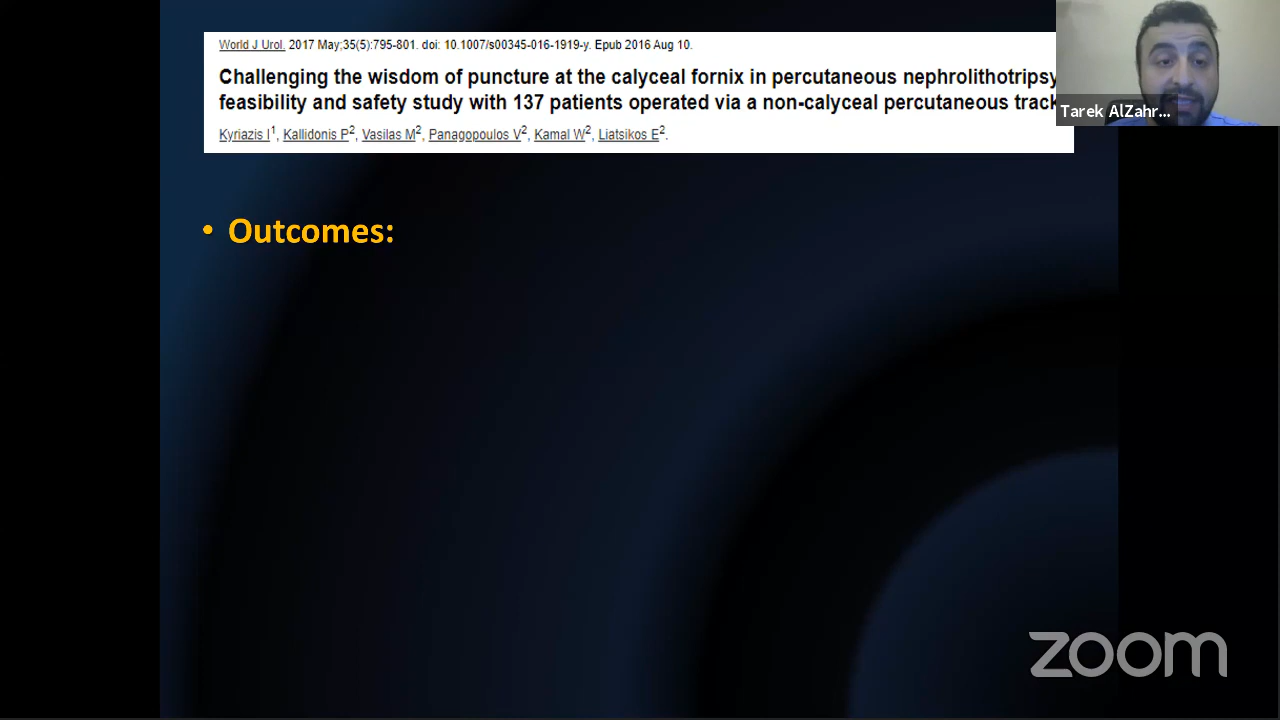 World J Urol. 2017 May;35(5):795-801. doi: 10.1007/s00345-016-1919-y. Epub 2016 Aug 10.
Challenging the wisdom of puncture at the calyceal fornix in percutaneous nephrolithotripsy
feasibility and safety study with 137 patients operated via a non-calyceal percutaneous track
Kyriazis I1, Kallidonis P2, Vasilas M2, Panagopoulos V2, Kamal W2, Liatsikos E2.
Tarek AlZahr...
• Outcomes:
zoom